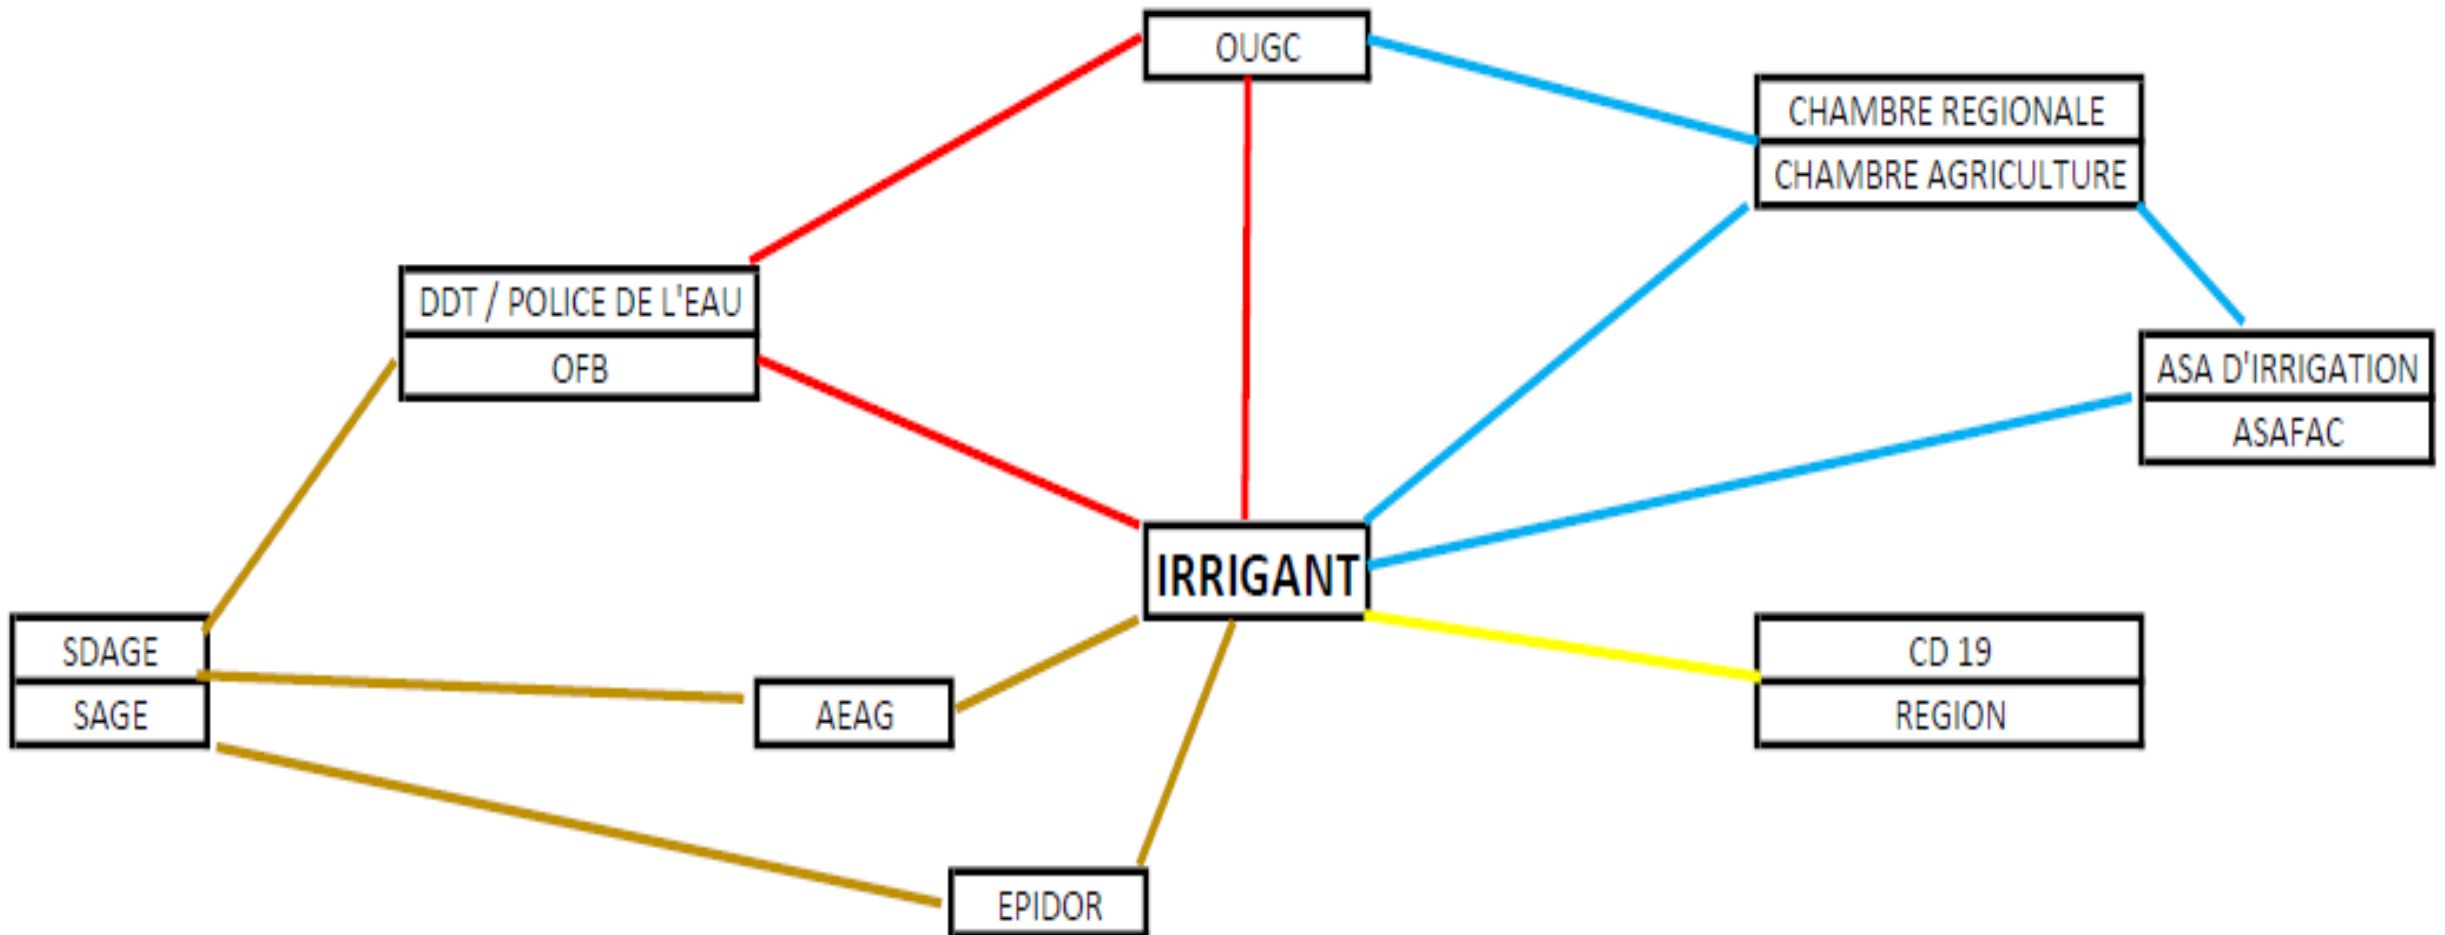 OUGC
CHAMBRE REGIONALE
CHAMBRE AGRICULTURE
DDT / POLICE DE L'EAU
OFB
ASA D'IRRIGATION
ASAFAC
IRRIGANT
SDAGE
SAGE
AEAG
CD 19
REGION
EPIDOR